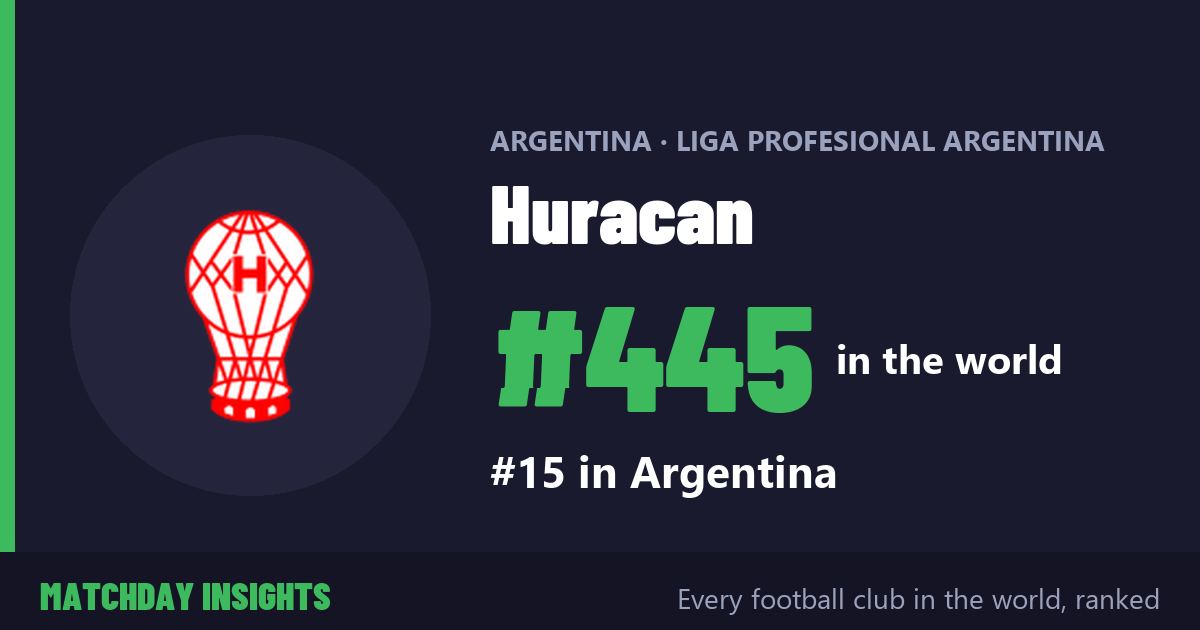 ARGENTINA · LIGA PROFESIONAL ARGENTINA
Huracan
H
#445 in the world
#15 in Argentina
MATCHDAY INSIGHTS
Every football club in the world, ranked